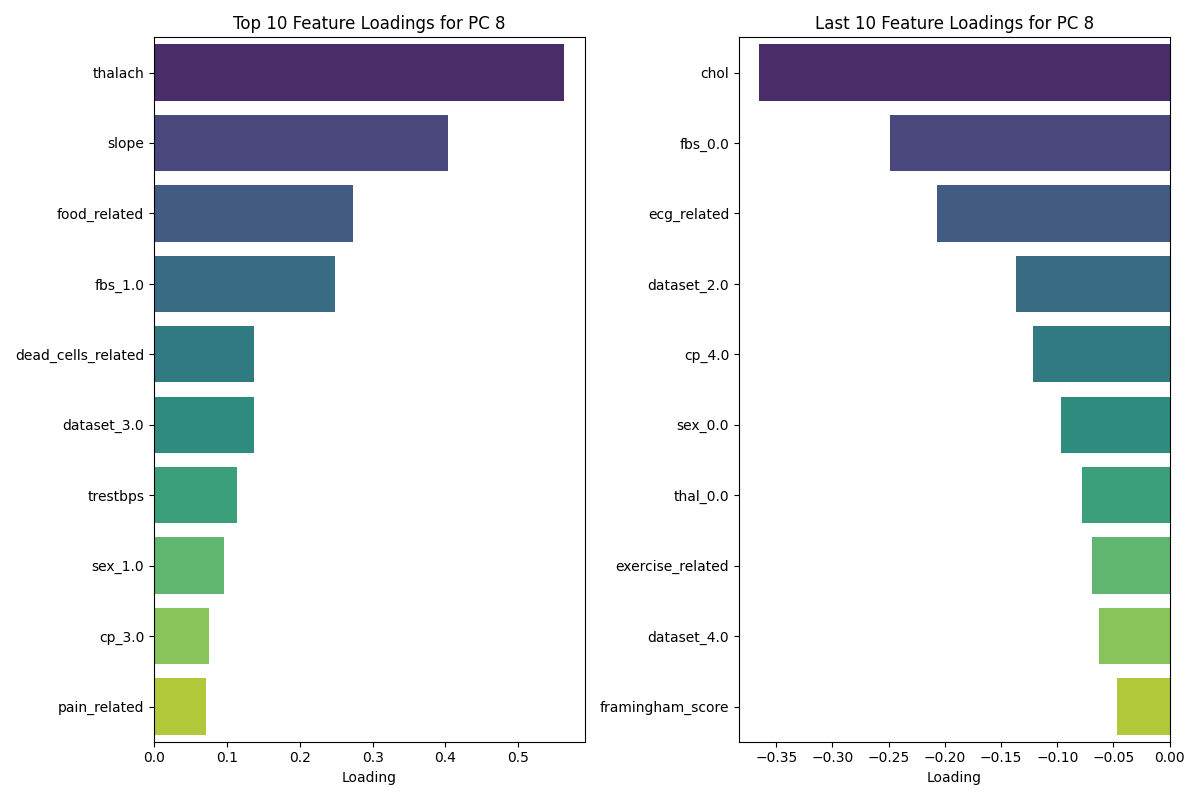 Top 10 Feature Loadings for PC 8
thalach
slope
food_related
fbs_1.0
dead_cells_related
dataset_3.0
trestbps
sex_1.0
cp_3.0
pain_related
0.0 0.1 0.2 0.3 0.4 0.5
Loading
Last 10 Feature Loadings for PC 8
chol
fbs_0.0
ecg_related
dataset_2.0
cp_4.0
sex_0.0
thal_0.0
exercise_related
dataset_4.0
framingham_score
−0.35 −0.30 −0.25 −0.20 −0.15 −0.10 −0.05 0.00
Loading